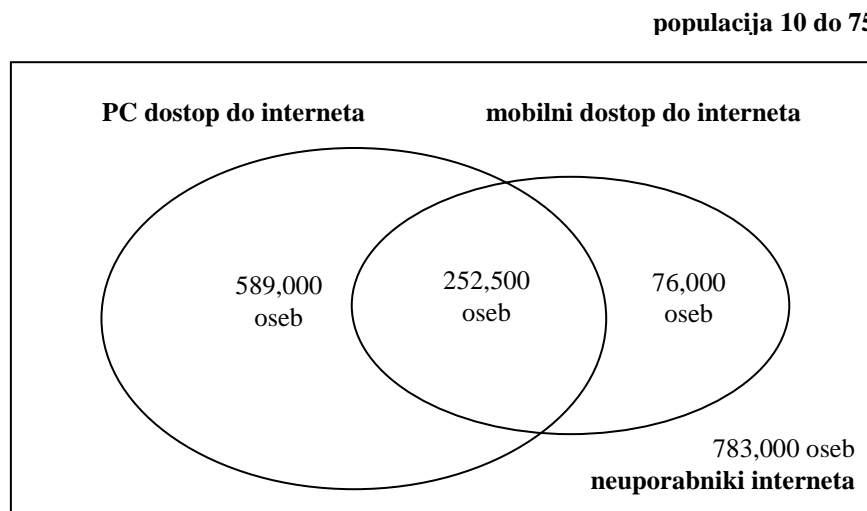 populacija 10 do 75
PC dostop do interneta
mobilni dostop do interneta
589,000
oseb
252,500
oseb
76,000
oseb
783,000 oseb
neuporabniki interneta